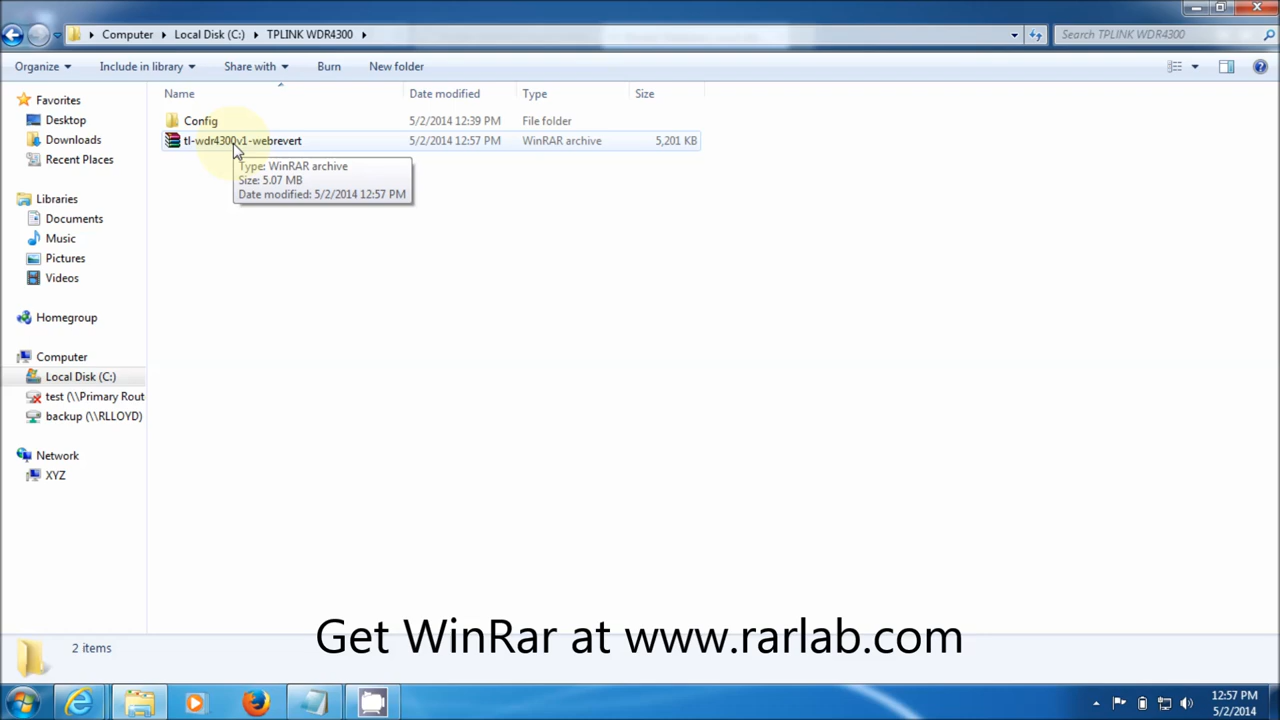 Computer Local Disk (C:) TPLINK WDR4300 Search TPLINK WDR4300
Organize Include in library Share with Burn New folder
Name Date modified Type Size
Favorites
Desktop
Downloads
Recent Places
Libraries
Documents
Music
Pictures
Videos
Homegroup
Computer
Local Disk (C:)
test (\\Primary Rout
backup (\\RLLOYD)
Network
XYZ
Config 5/2/2014 12:39 PM File folder
tl-wdr4300v1-webrevert 5/2/2014 12:57 PM WinRAR archive 5,201 KB
Type: WinRAR archive
Size: 5.07 MB
Date modified: 5/2/2014 12:57 PM
Get WinRar at www.rarlab.com
2 items
12:57 PM
5/2/2014